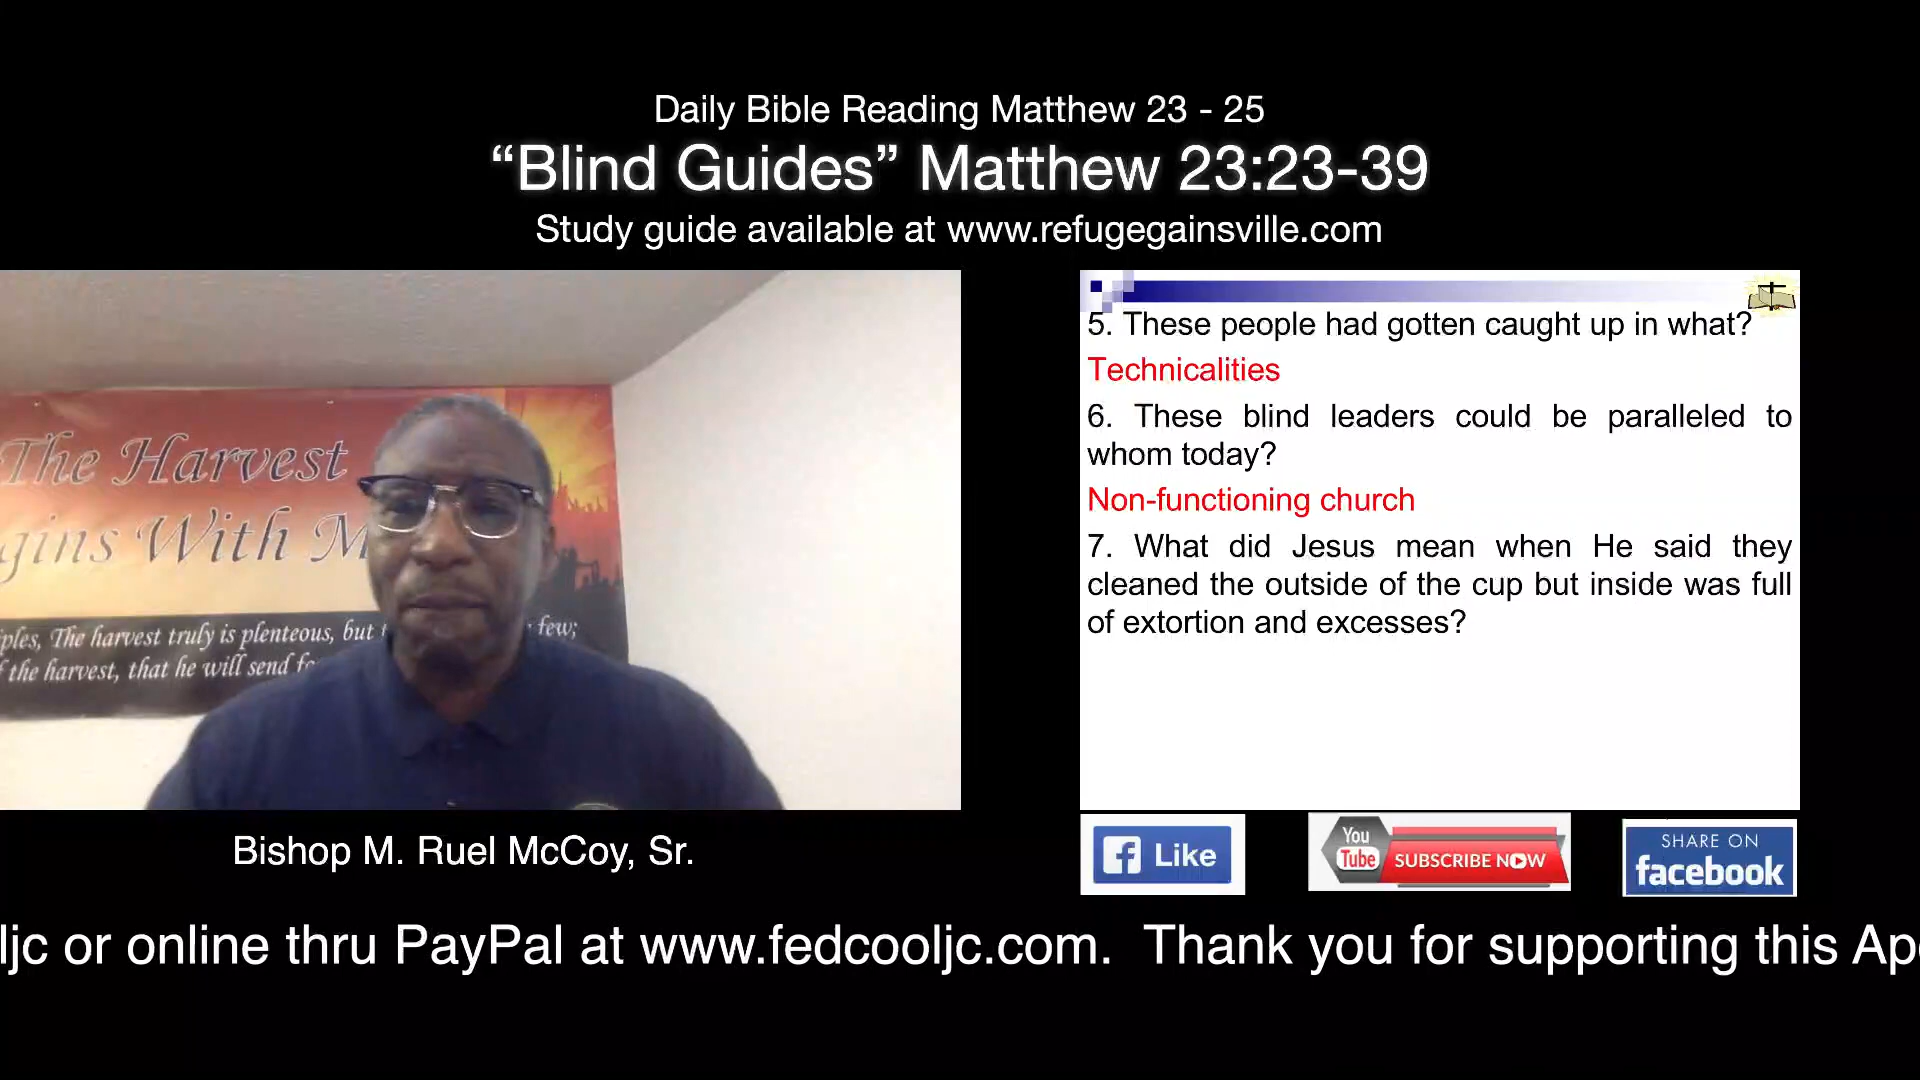 Daily Bible Reading Matthew 23 - 25
“Blind Guides” Matthew 23:23-39
Study guide available at www.refugegainsville.com
The Harvest
gins With M
ples, The harvest truly is plenteous, but few;
the harvest, that he will send
5. These people had gotten caught up in what?
Technicalities
6. These blind leaders could be paralleled to
whom today?
Non-functioning church
7. What did Jesus mean when He said they
cleaned the outside of the cup but inside was full
of extortion and excesses?
Bishop M. Ruel McCoy, Sr.
f Like
You
Tube
SUBSCRIBE NOW
SHARE ON
facebook
ljc or online thru PayPal at www.fedcooljc.com. Thank you for supporting this Ap